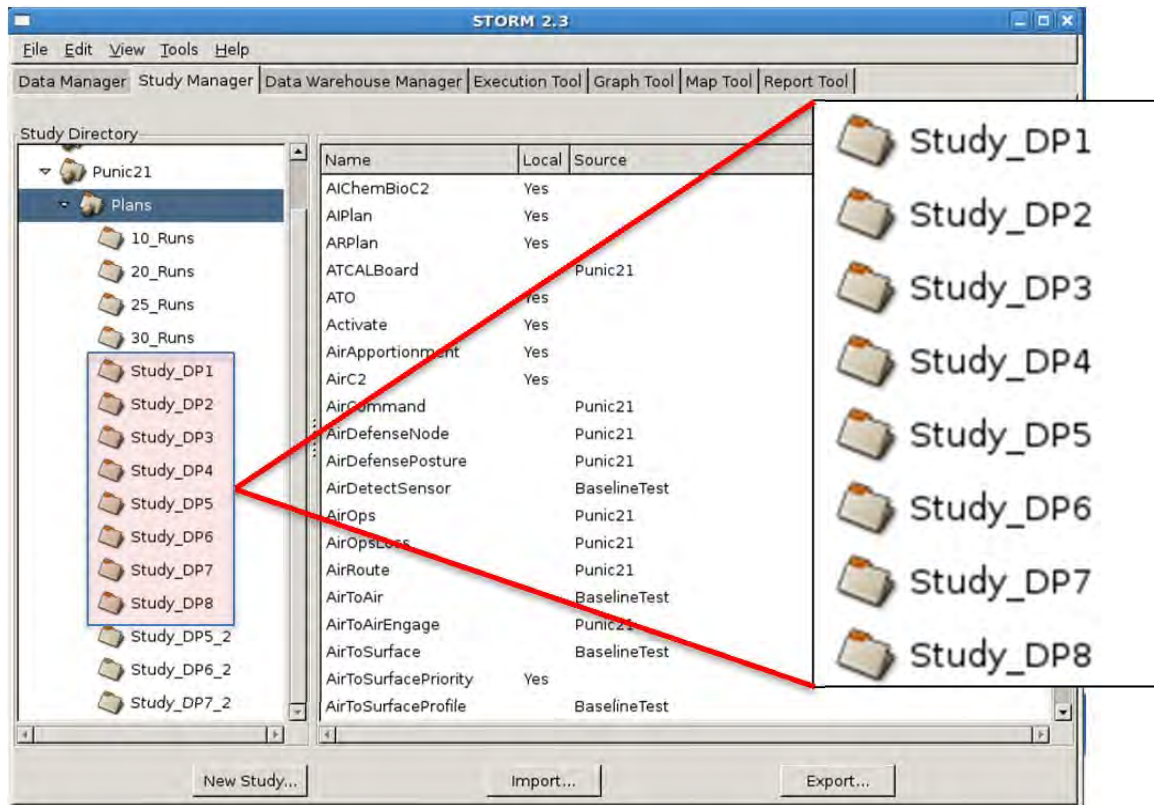 STORM 2.3
File Edit View Tools Help
Data Manager Study Manager Data Warehouse Manager Execution Tool Graph Tool Map Tool Report Tool
Study Directory
Punic21
Plans
10_Runs
20_Runs
25_Runs
30_Runs
Study_DP1
Study_DP2
Study_DP3
Study_DP4
Study_DP5
Study_DP6
Study_DP7
Study_DP8
Study_DP5_2
Study_DP6_2
Study_DP7_2
Name Local Source
AIChemBioC2 Yes
AIPlan Yes
ARPlan Yes
ATCALBoard Punic21
ATO Yes
Activate Yes
AirApportionment Yes
AirC2 Yes
AirCommand Punic21
AirDefenseNode Punic21
AirDefensePosture Punic21
AirDetectSensor BaselineTest
AirOps Punic21
AirOpsLoss Punic21
AirRoute Punic21
AirToAir BaselineTest
AirToAirEngage Punic21
AirToSurface BaselineTest
AirToSurfacePriority Yes
AirToSurfaceProfile BaselineTest
Study_DP1
Study_DP2
Study_DP3
Study_DP4
Study_DP5
Study_DP6
Study_DP7
Study_DP8
New Study... Import... Export...